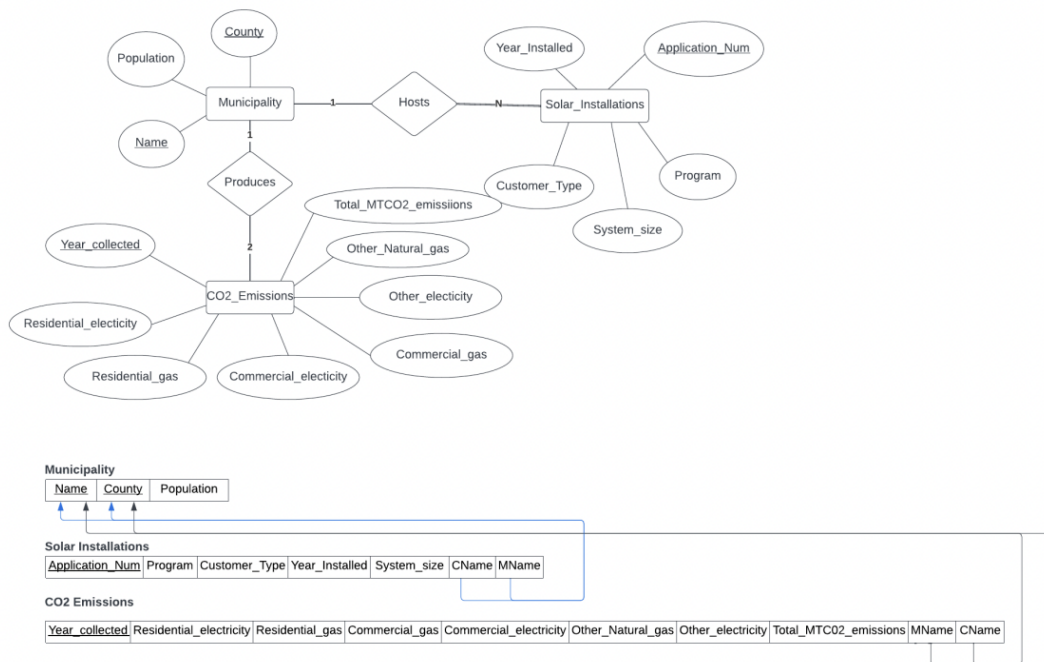 County
Year_Installed
Application_Num
Population
Municipality
1
Hosts
N
Solar_Installations
Name
1
Produces
Customer_Type
Program
Total_MTCO2_emissiions
System_size
2
Year_collected
Other_Natural_gas
CO2_Emissions
Other_electicity
Residential_electicity
Commercial_gas
Residential_gas
Commercial_electicity
Municipality
Name County Population
Solar Installations
Application_Num Program Customer_Type Year_Installed System_size CName MName
CO2 Emissions
Year_collected Residential_electricity Residential_gas Commercial_gas Commercial_electricity Other_Natural_gas Other_electricity Total_MTC02_emissions MName CName